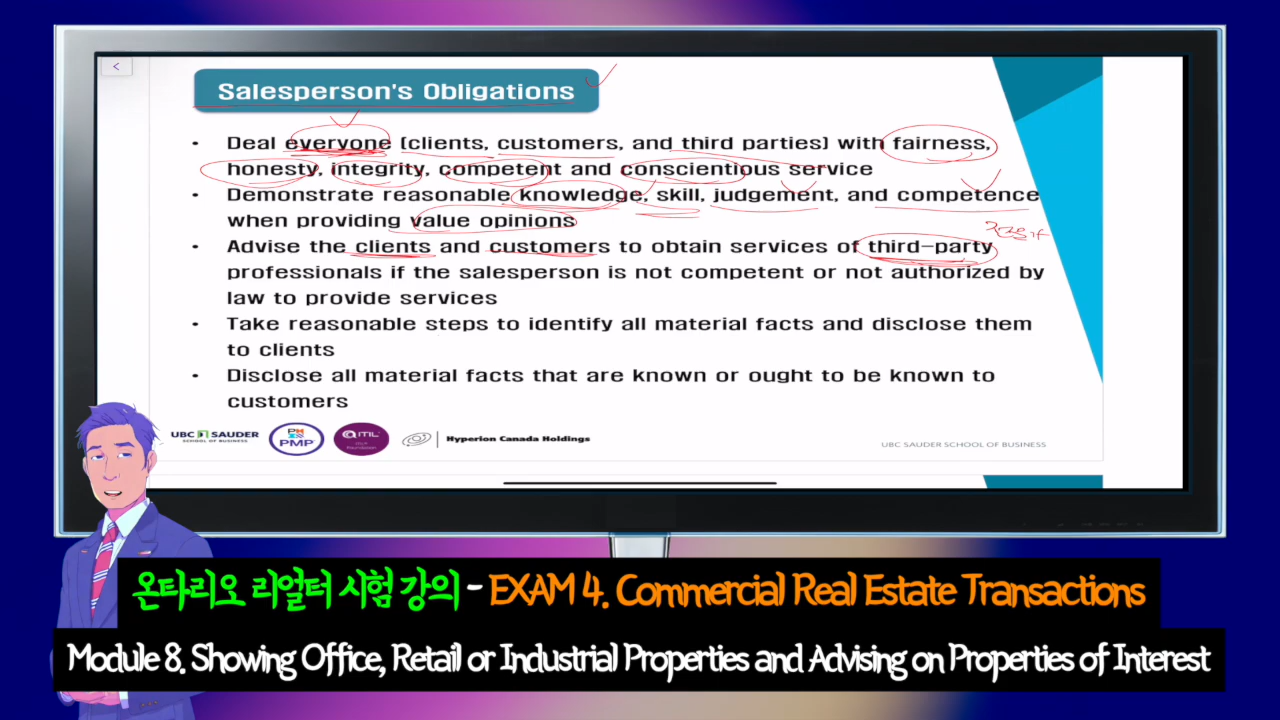 <
Salesperson's Obligations
• Deal everyone (clients, customers, and third parties) with fairness,
honesty, integrity, competent and conscientious service
• Demonstrate reasonable knowledge, skill, judgement, and competence
when providing value opinions
• Advise the clients and customers to obtain services of third-party
professionals if the salesperson is not competent or not authorized by
law to provide services
• Take reasonable steps to identify all material facts and disclose them
to clients
• Disclose all material facts that are known or ought to be known to
customers
UBC SAUDER
SCHOOL OF BUSINESS
PMP
ITIL
Foundation
Hyperion Canada Holdings
UBC SAUDER SCHOOL OF BUSINESS
온타리오 리얼터 시험 강의 - EXAM 4. Commercial Real Estate Transactions
Module 8. Showing Office, Retail or Industrial Properties and Advising on Properties of Interest